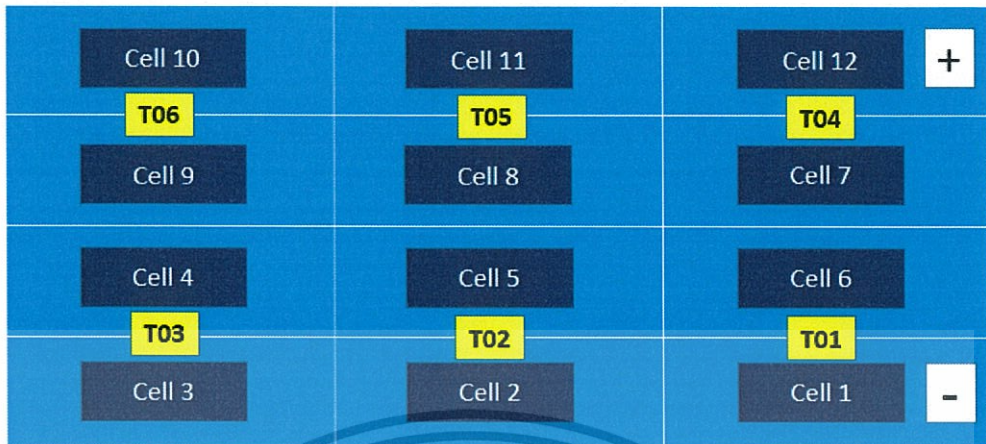 Cell 10
Cell 11
Cell 12
+
T06
T05
T04
Cell 9
Cell 8
Cell 7
Cell 4
Cell 5
Cell 6
T03
T02
T01
Cell 3
Cell 2
Cell 1
-